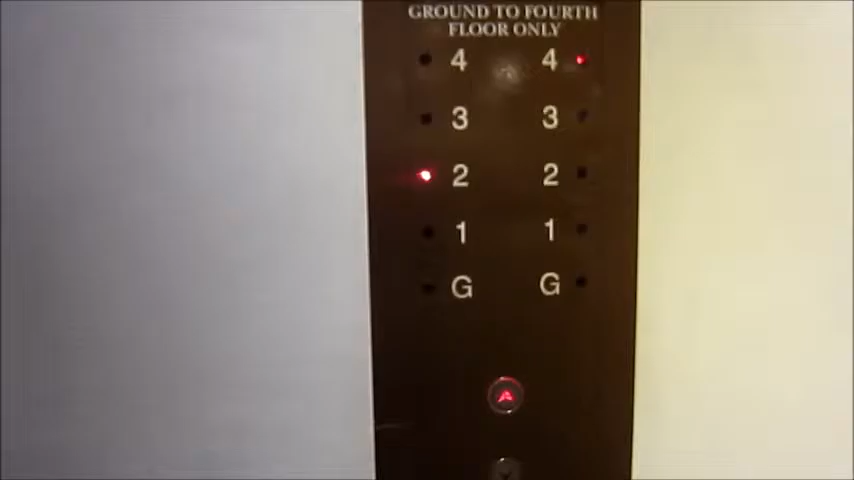 GROUND TO FOURTH
FLOOR ONLY
4 4
3 3
2 2
1 1
G G